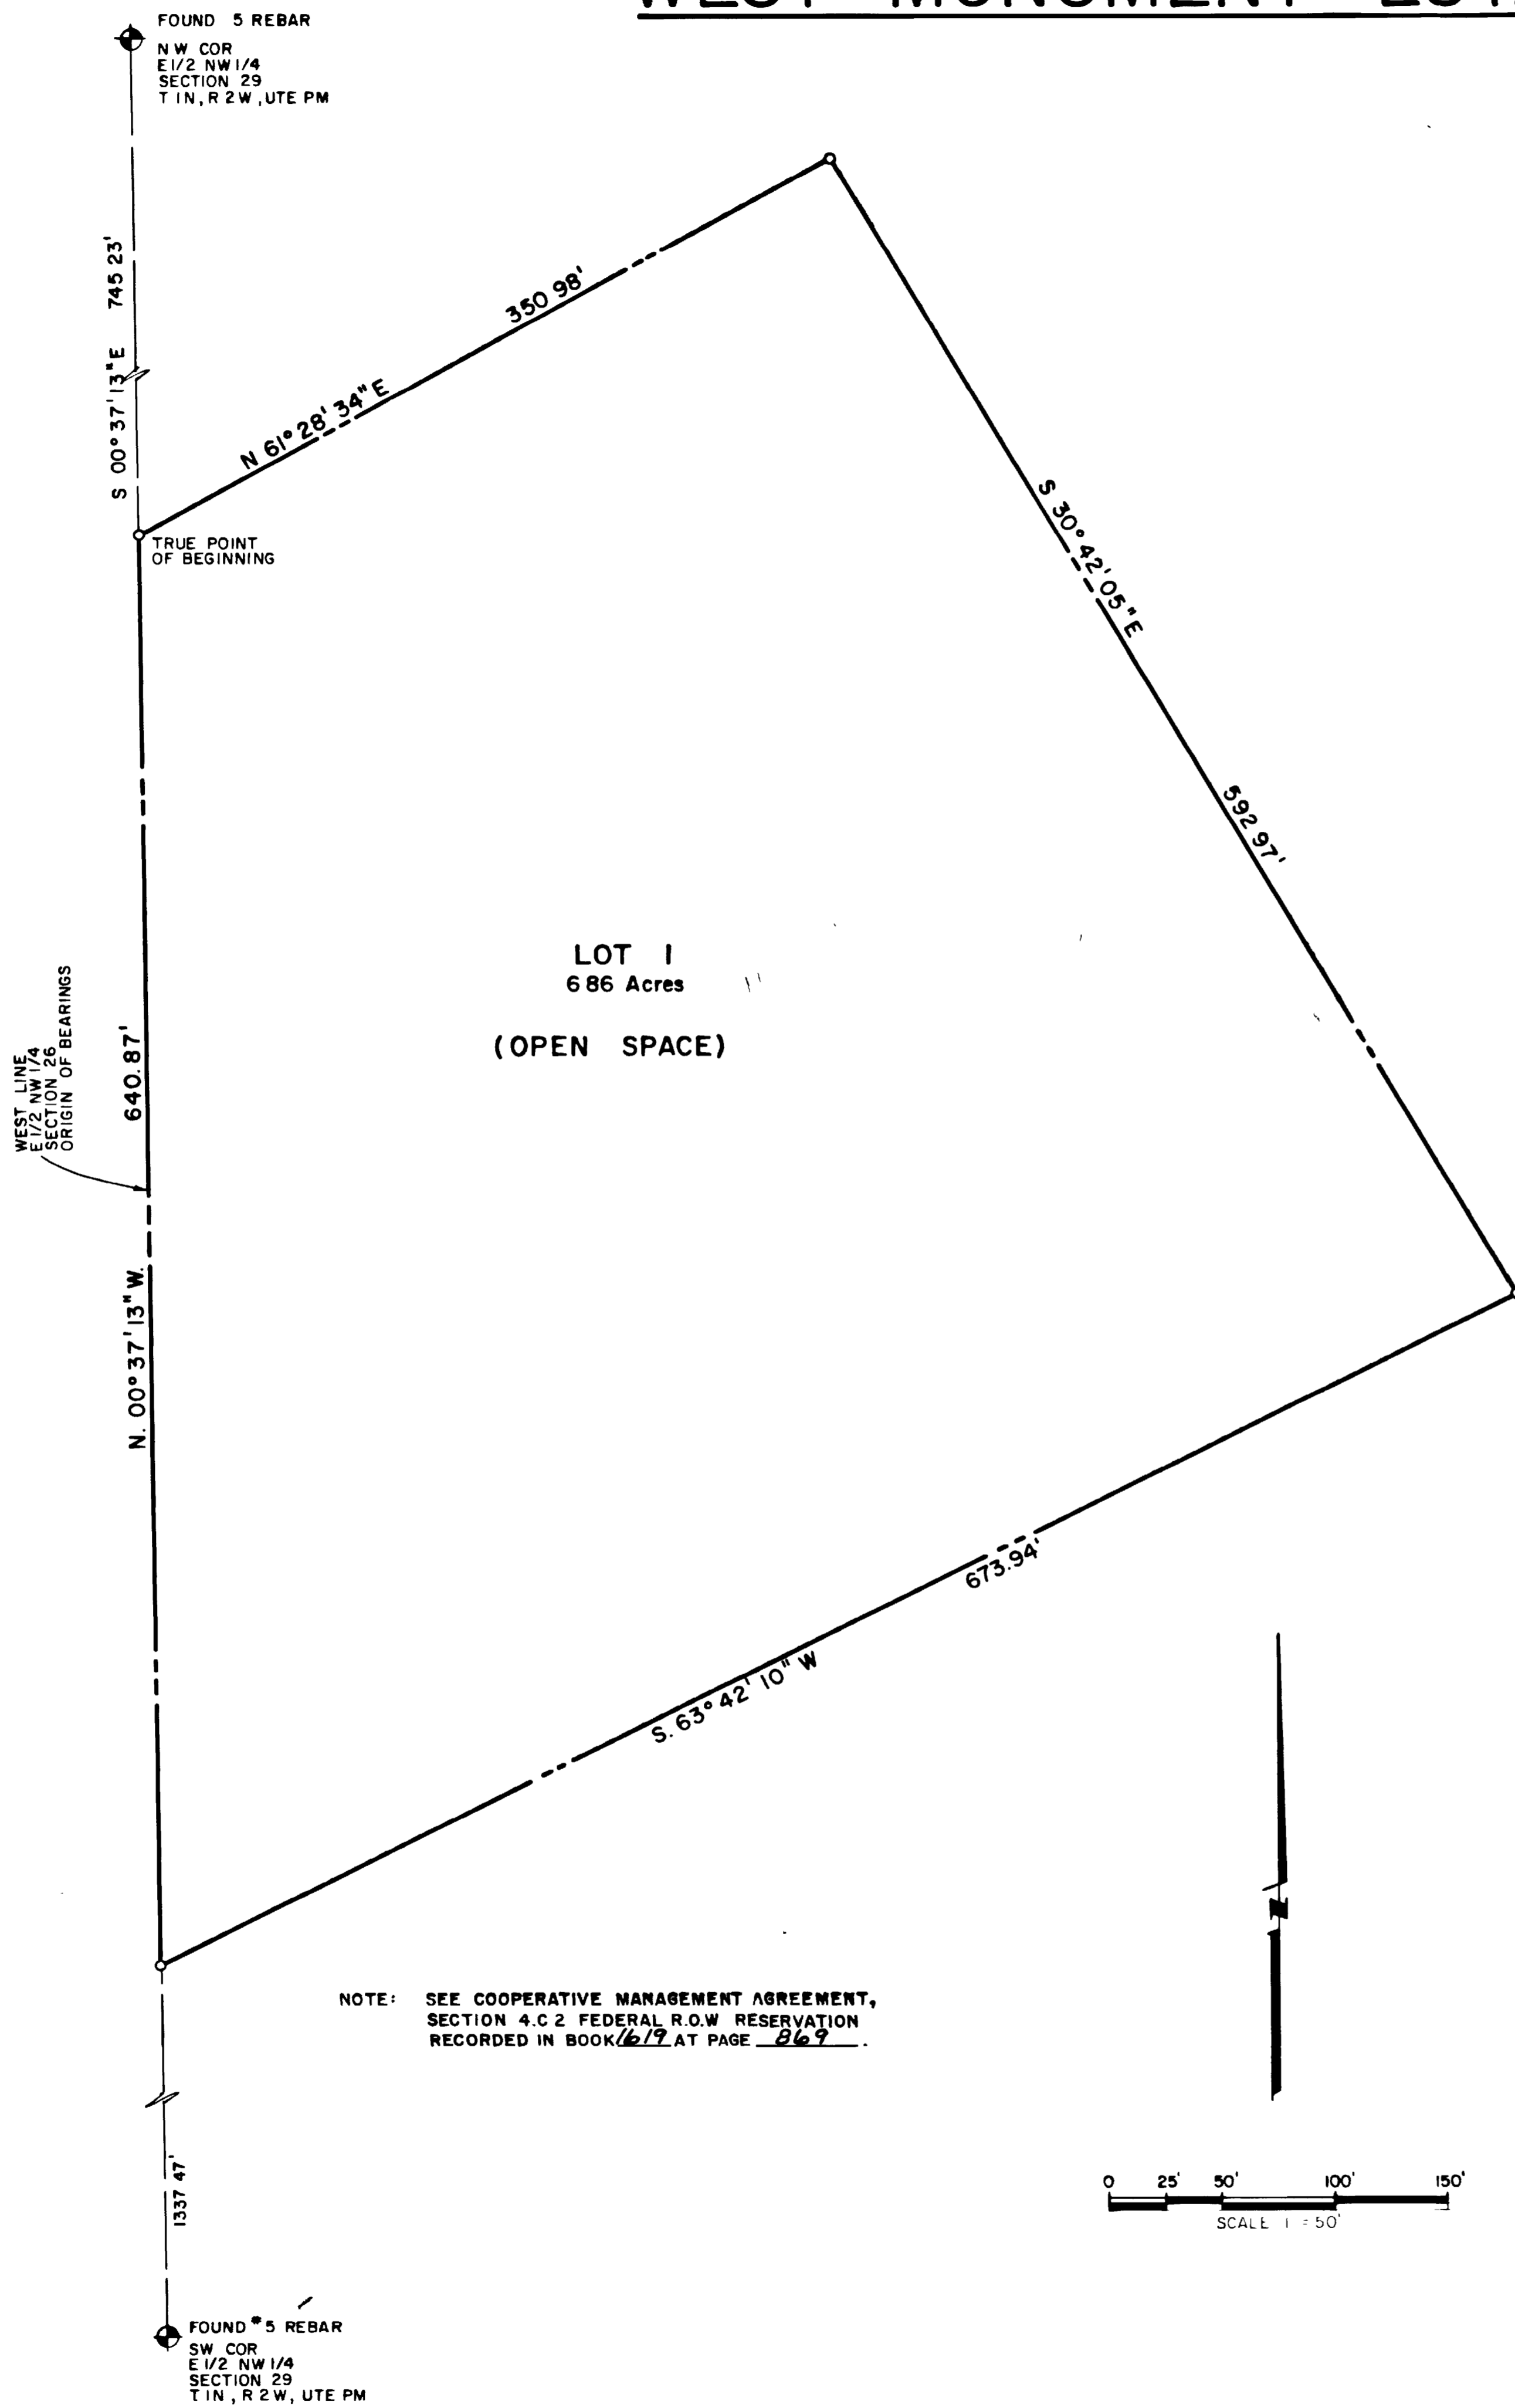 FOUND 5 REBAR
NW COR
E1/2 NW1/4
SECTION 29
T 1N, R 2W, UTE PM
S 00°37'13"E 745 23'
N 61°28'34"E 350 98'
TRUE POINT
OF BEGINNING
S 30°42'05"E 592 97'
LOT 1
6 86 Acres
(OPEN SPACE)
WEST LINE
E 1/2 NW 1/4
SECTION 26
ORIGIN OF BEARINGS
N. 00°37'13"W. 640.87'
S. 63°42'10"W 673.94'
NOTE: SEE COOPERATIVE MANAGEMENT AGREEMENT,
SECTION 4.C 2 FEDERAL R.O.W RESERVATION
RECORDED IN BOOK 1619 AT PAGE 869.
N
0 25' 50' 100' 150'
SCALE 1 = 50'
1337 47'
FOUND #5 REBAR
SW COR
E 1/2 NW 1/4
SECTION 29
T 1N, R 2W, UTE PM